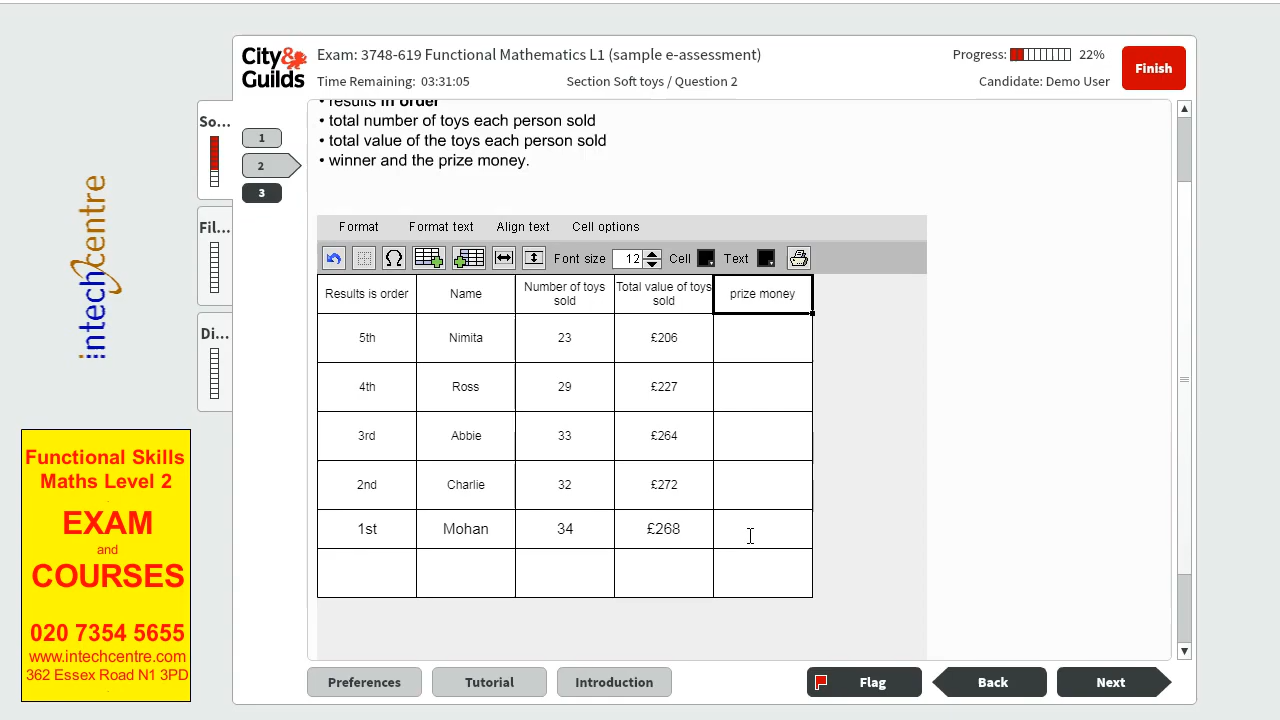 City& Guilds
Exam: 3748-619 Functional Mathematics L1 (sample e-assessment)
Progress: 22%
Finish
Time Remaining: 03:31:05
Section Soft toys / Question 2
Candidate: Demo User
So...
Fil...
Di...
1
2
3
• results in order
• total number of toys each person sold
• total value of the toys each person sold
• winner and the prize money.
Format Format text Align text Cell options
Ω Font size 12 Cell Text
Results is order Name Number of toys sold Total value of toys sold prize money
5th Nimita 23 £206
4th Ross 29 £227
3rd Abbie 33 £264
2nd Charlie 32 £272
1st Mohan 34 £268
Preferences Tutorial Introduction Flag Back Next
intechcentre
Functional Skills
Maths Level 2
EXAM
and
COURSES
020 7354 5655
www.intechcentre.com
362 Essex Road N1 3PD